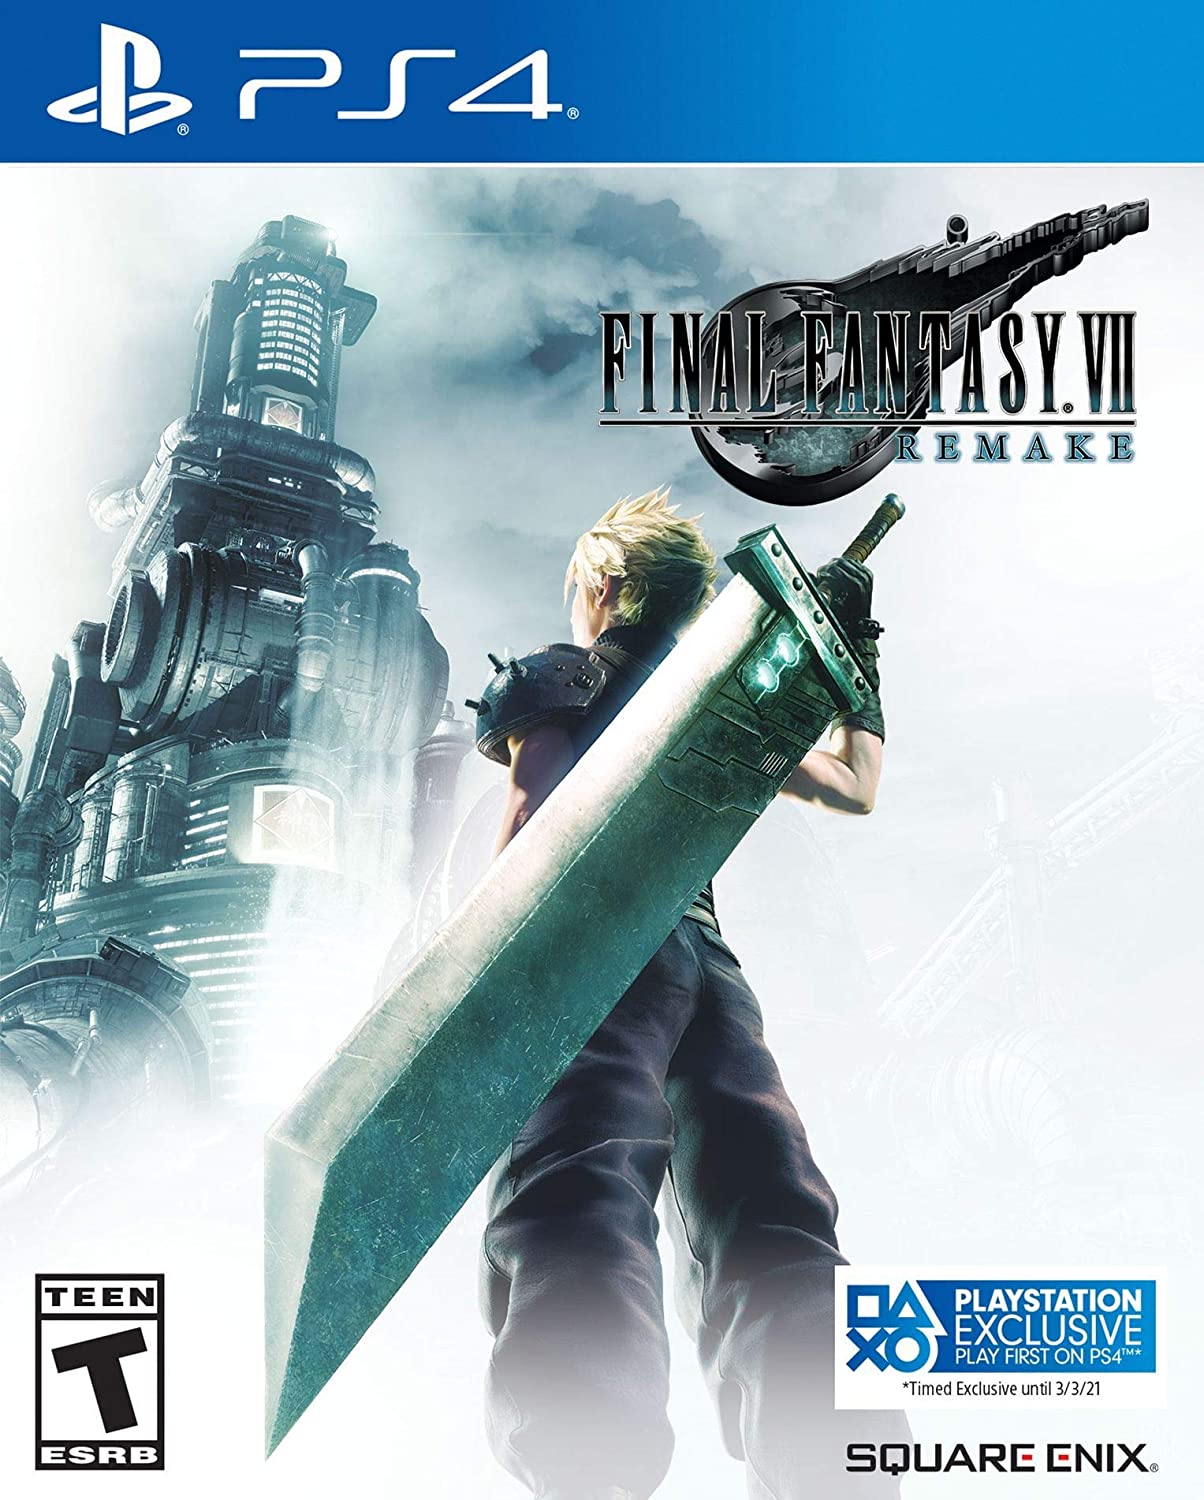 PS4®
FINAL FANTASY® VII
REMAKE
TEEN
T
ESRB
PLAYSTATION
EXCLUSIVE
PLAY FIRST ON PS4™*
*Timed Exclusive until 3/3/21
SQUARE ENIX®